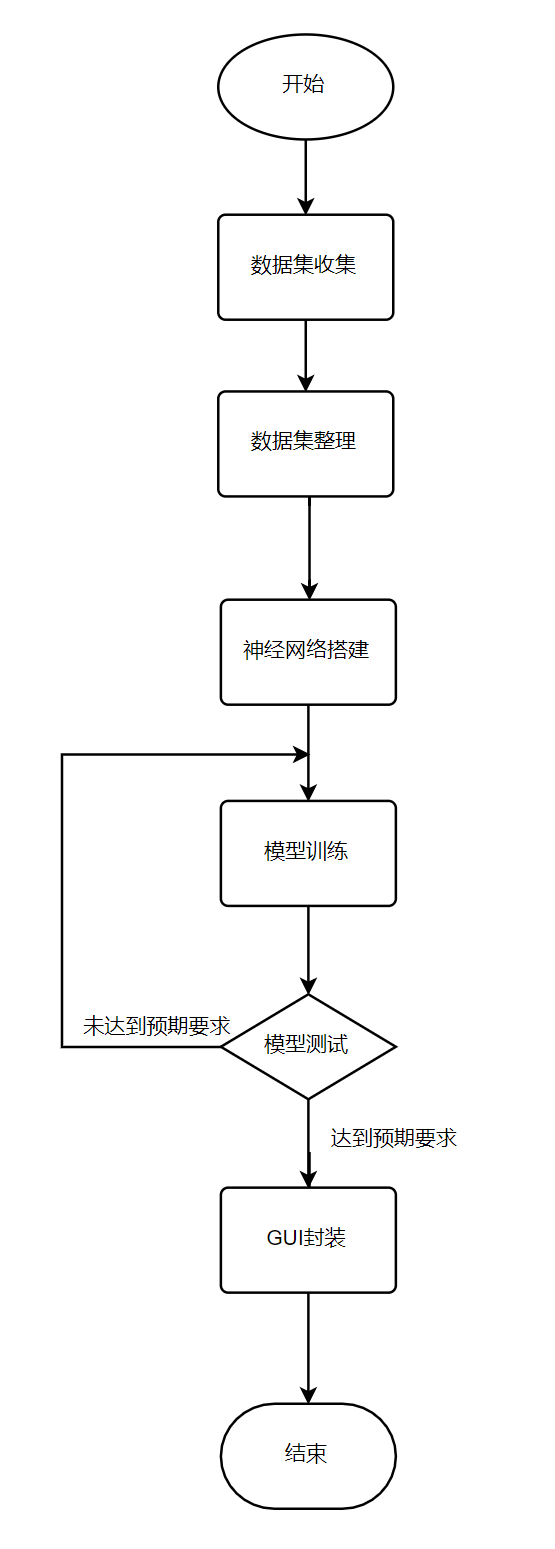 开始
数据集收集
数据集整理
神经网络搭建
模型训练
未达到预期要求
模型测试
达到预期要求
GUI封装
结束